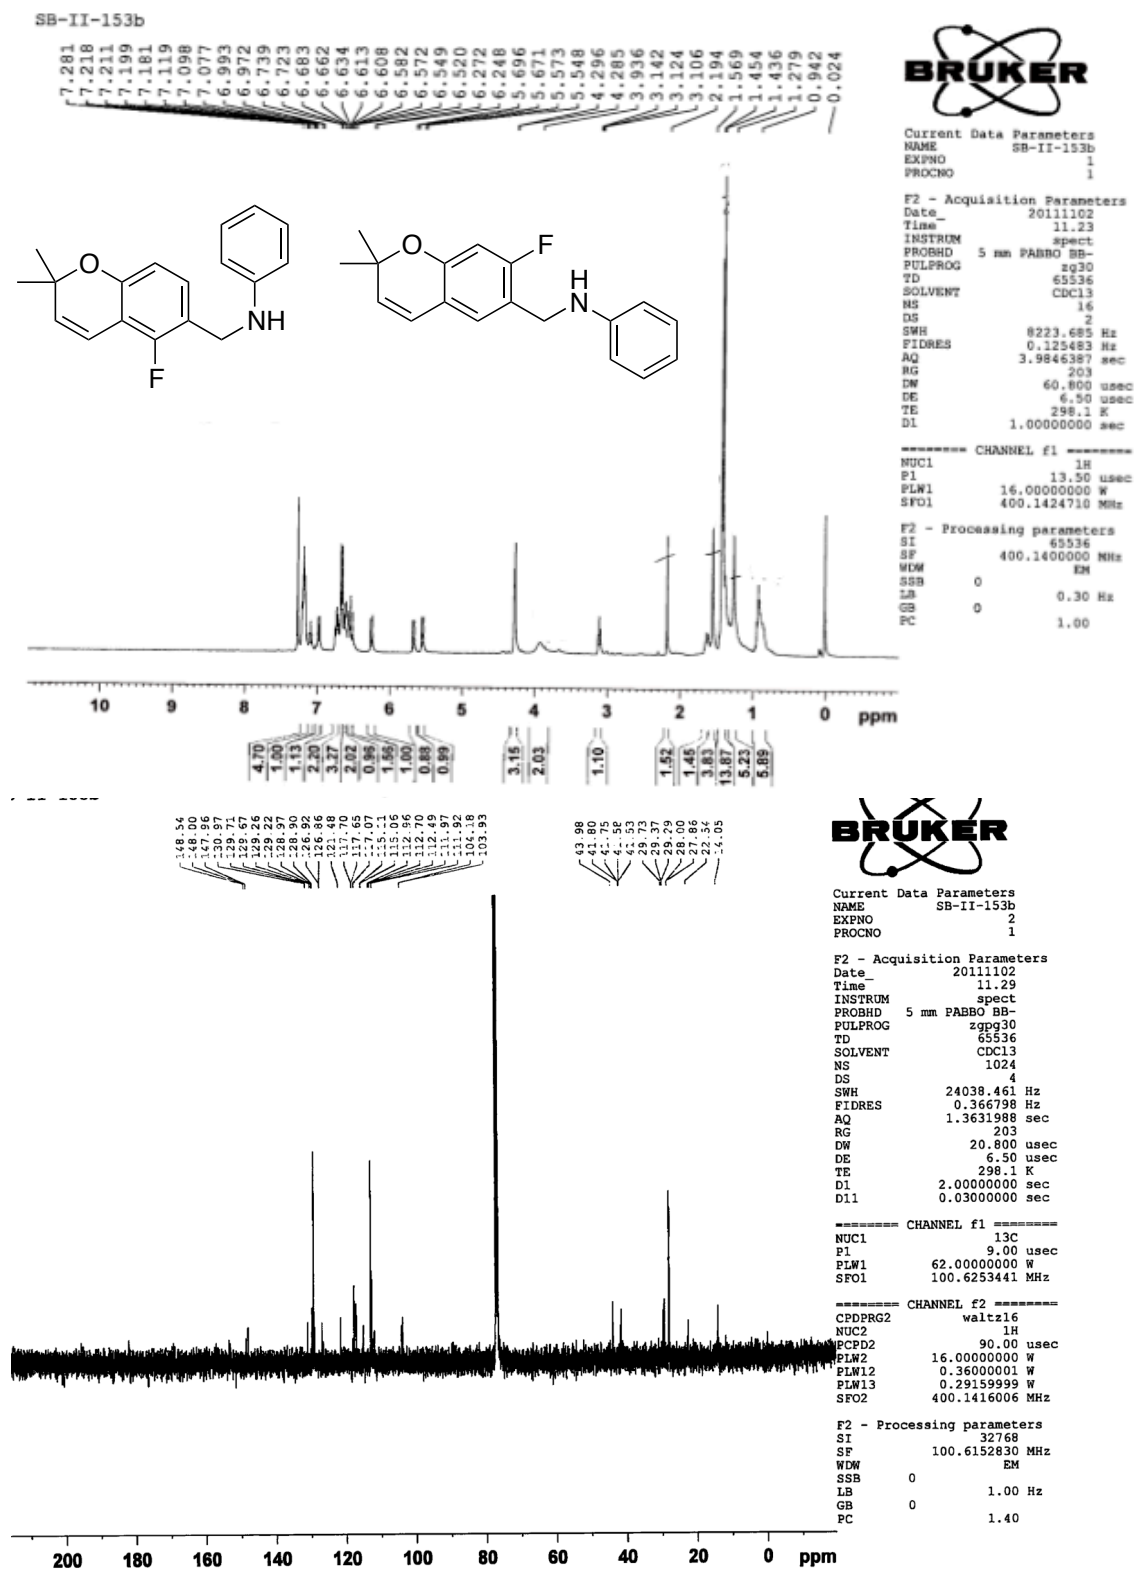 SB-II-153b
7.281
7.218
7.211
7.199
7.181
7.119
7.098
7.077
6.993
6.972
6.739
6.723
6.683
6.662
6.634
6.613
6.608
6.582
6.572
6.549
6.520
6.272
6.248
5.696
5.671
5.573
5.548
4.296
4.285
3.936
3.142
3.124
3.106
2.194
1.569
1.454
1.436
1.279
0.942
0.024
BRUKER
Current Data Parameters
NAME SB-II-153b
EXPNO 1
PROCNO 1
F2 - Acquisition Parameters
Date_ 20111102
Time 11.23
INSTRUM spect
PROBHD 5 mm PABBO BB-
PULPROG zg30
TD 65536
SOLVENT CDCl3
NS 16
DS 2
SWH 8223.685 Hz
FIDRES 0.125483 Hz
AQ 3.9846387 sec
RG 203
DW 60.800 usec
DE 6.50 usec
TE 298.1 K
D1 1.00000000 sec
======== CHANNEL f1 ========
NUC1 1H
P1 13.50 usec
PLW1 16.00000000 W
SFO1 400.1424710 MHz
F2 - Processing parameters
SI 65536
SF 400.1400000 MHz
WDW EM
SSB 0
LB 0.30 Hz
GB 0
PC 1.00
O
NH
F
O
F
H
N
10 9 8 7 6 5 4 3 2 1 0 ppm
4.70
1.00
1.13
2.20
3.27
2.02
0.96
1.56
1.00
0.88
0.99
3.15
2.03
1.10
1.52
1.45
3.83
13.87
5.23
5.89
148.54
148.00
147.96
130.97
129.71
129.67
129.26
129.22
128.97
128.90
126.92
126.86
121.48
117.70
117.65
117.07
115.11
115.06
112.96
112.70
112.49
111.97
111.92
104.18
103.93
43.98
41.80
41.75
41.58
41.53
29.73
29.37
29.29
28.00
27.86
22.54
14.05
BRUKER
Current Data Parameters
NAME SB-II-153b
EXPNO 2
PROCNO 1
F2 - Acquisition Parameters
Date_ 20111102
Time 11.29
INSTRUM spect
PROBHD 5 mm PABBO BB-
PULPROG zgpg30
TD 65536
SOLVENT CDCl3
NS 1024
DS 4
SWH 24038.461 Hz
FIDRES 0.366798 Hz
AQ 1.3631988 sec
RG 203
DW 20.800 usec
DE 6.50 usec
TE 298.1 K
D1 2.00000000 sec
D11 0.03000000 sec
======== CHANNEL f1 ========
NUC1 13C
P1 9.00 usec
PLW1 62.00000000 W
SFO1 100.6253441 MHz
======== CHANNEL f2 ========
CPDPRG2 waltz16
NUC2 1H
PCPD2 90.00 usec
PLW2 16.00000000 W
PLW12 0.36000001 W
PLW13 0.29159999 W
SFO2 400.1416006 MHz
F2 - Processing parameters
SI 32768
SF 100.6152830 MHz
WDW EM
SSB 0
LB 1.00 Hz
GB 0
PC 1.40
200 180 160 140 120 100 80 60 40 20 0 ppm